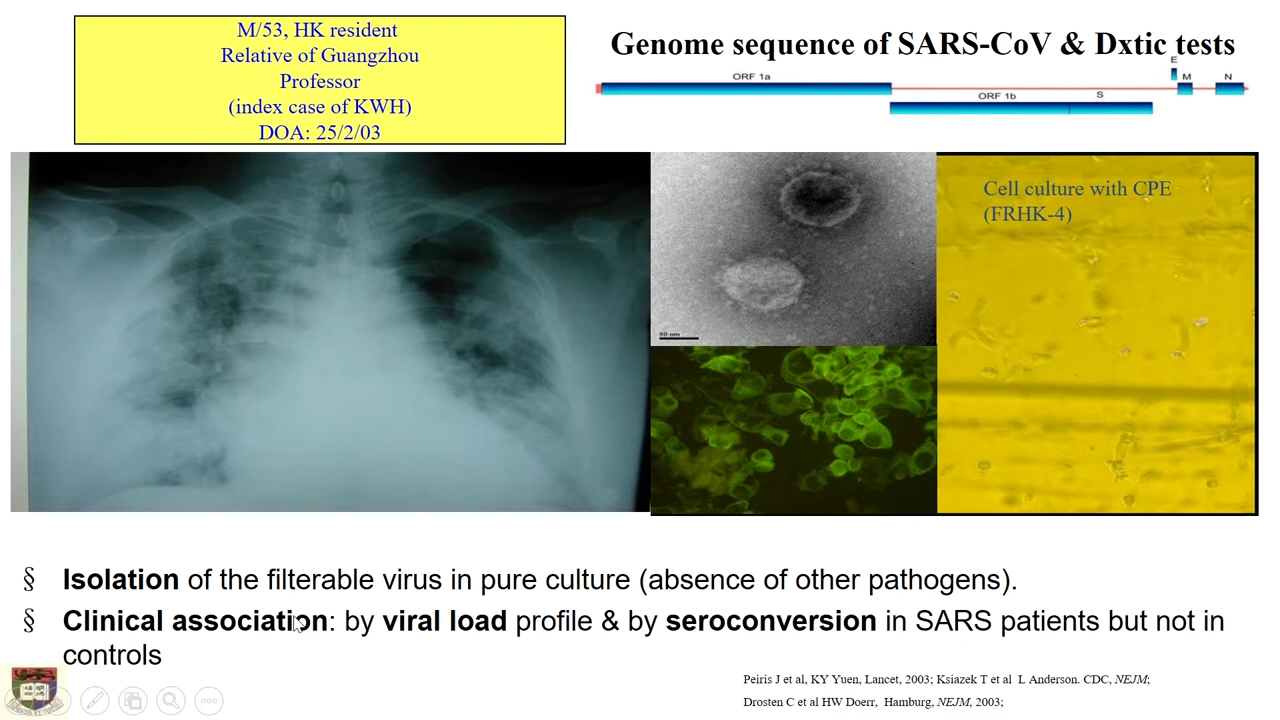 M/53, HK resident
Relative of Guangzhou
Professor
(index case of KWH)
DOA: 25/2/03
Genome sequence of SARS-CoV & Dxtic tests
E
ORF 1a
M
N
ORF 1b
S
Cell culture with CPE
(FRHK-4)
50 nm
§ Isolation of the filterable virus in pure culture (absence of other pathogens).
§ Clinical association: by viral load profile & by seroconversion in SARS patients but not in
controls
Peiris J et al, KY Yuen, Lancet, 2003; Ksiazek T et al L Anderson. CDC, NEJM;
Drosten C et al HW Doerr, Hamburg, NEJM, 2003;